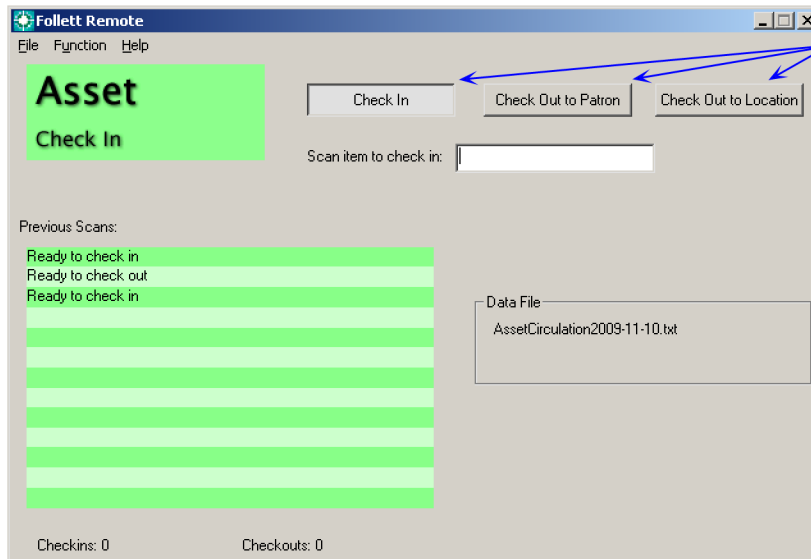 Follett Remote
File Function Help
Asset
Check In
Check In Check Out to Patron Check Out to Location
Scan item to check in:
Previous Scans:
Ready to check in
Ready to check out
Ready to check in
Data File
AssetCirculation2009-11-10.txt
Checkins: 0 Checkouts: 0